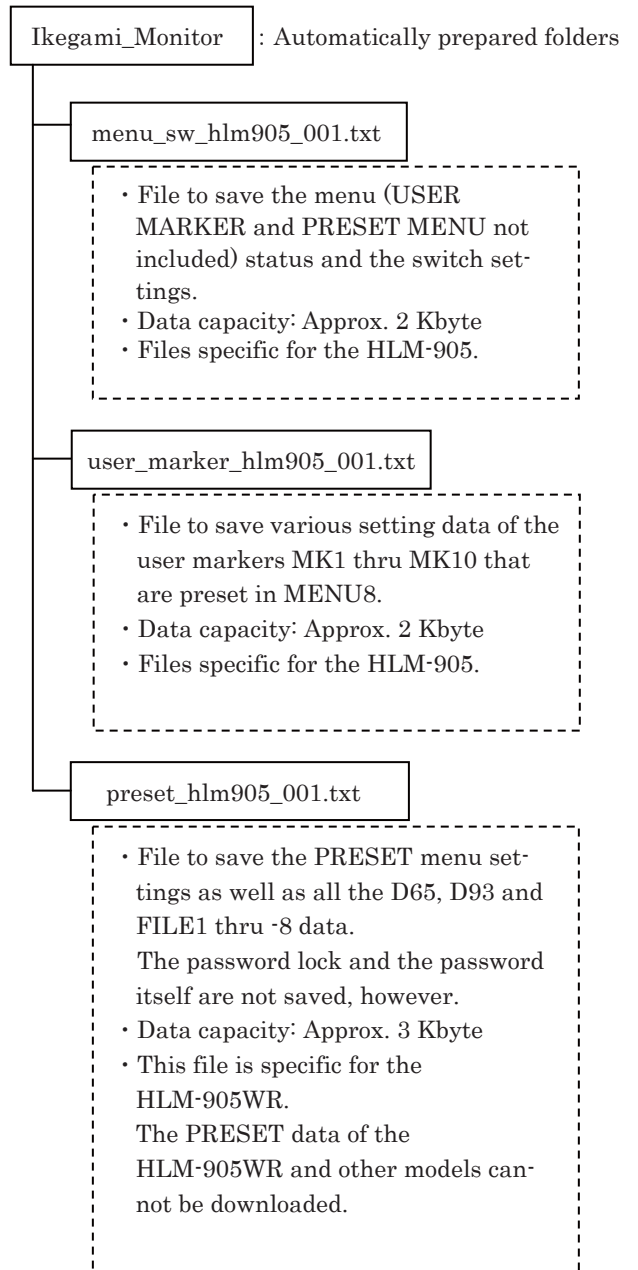 Ikegami_Monitor : Automatically prepared folders
menu_sw_hlm905_001.txt
・File to save the menu (USER
MARKER and PRESET MENU not
included) status and the switch set-
tings.
・Data capacity: Approx. 2 Kbyte
・Files specific for the HLM-905.
user_marker_hlm905_001.txt
・File to save various setting data of the
user markers MK1 thru MK10 that
are preset in MENU8.
・Data capacity: Approx. 2 Kbyte
・Files specific for the HLM-905.
preset_hlm905_001.txt
・File to save the PRESET menu set-
tings as well as all the D65, D93 and
FILE1 thru -8 data.
The password lock and the password
itself are not saved, however.
・Data capacity: Approx. 3 Kbyte
・This file is specific for the
HLM-905WR.
The PRESET data of the
HLM-905WR and other models can-
not be downloaded.